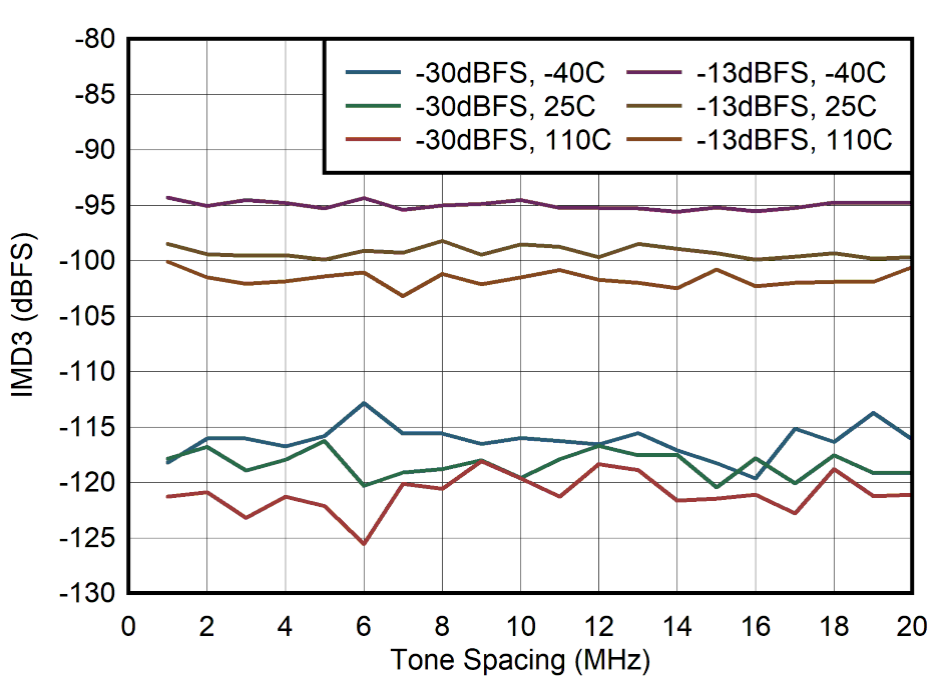 -80
-85
-90
-95
-100
-105
-110
-115
-120
-125
-130
IMD3 (dBFS)
-30dBFS, -40C
-13dBFS, -40C
-30dBFS, 25C
-13dBFS, 25C
-30dBFS, 110C
-13dBFS, 110C
0 2 4 6 8 10 12 14 16 18 20
Tone Spacing (MHz)